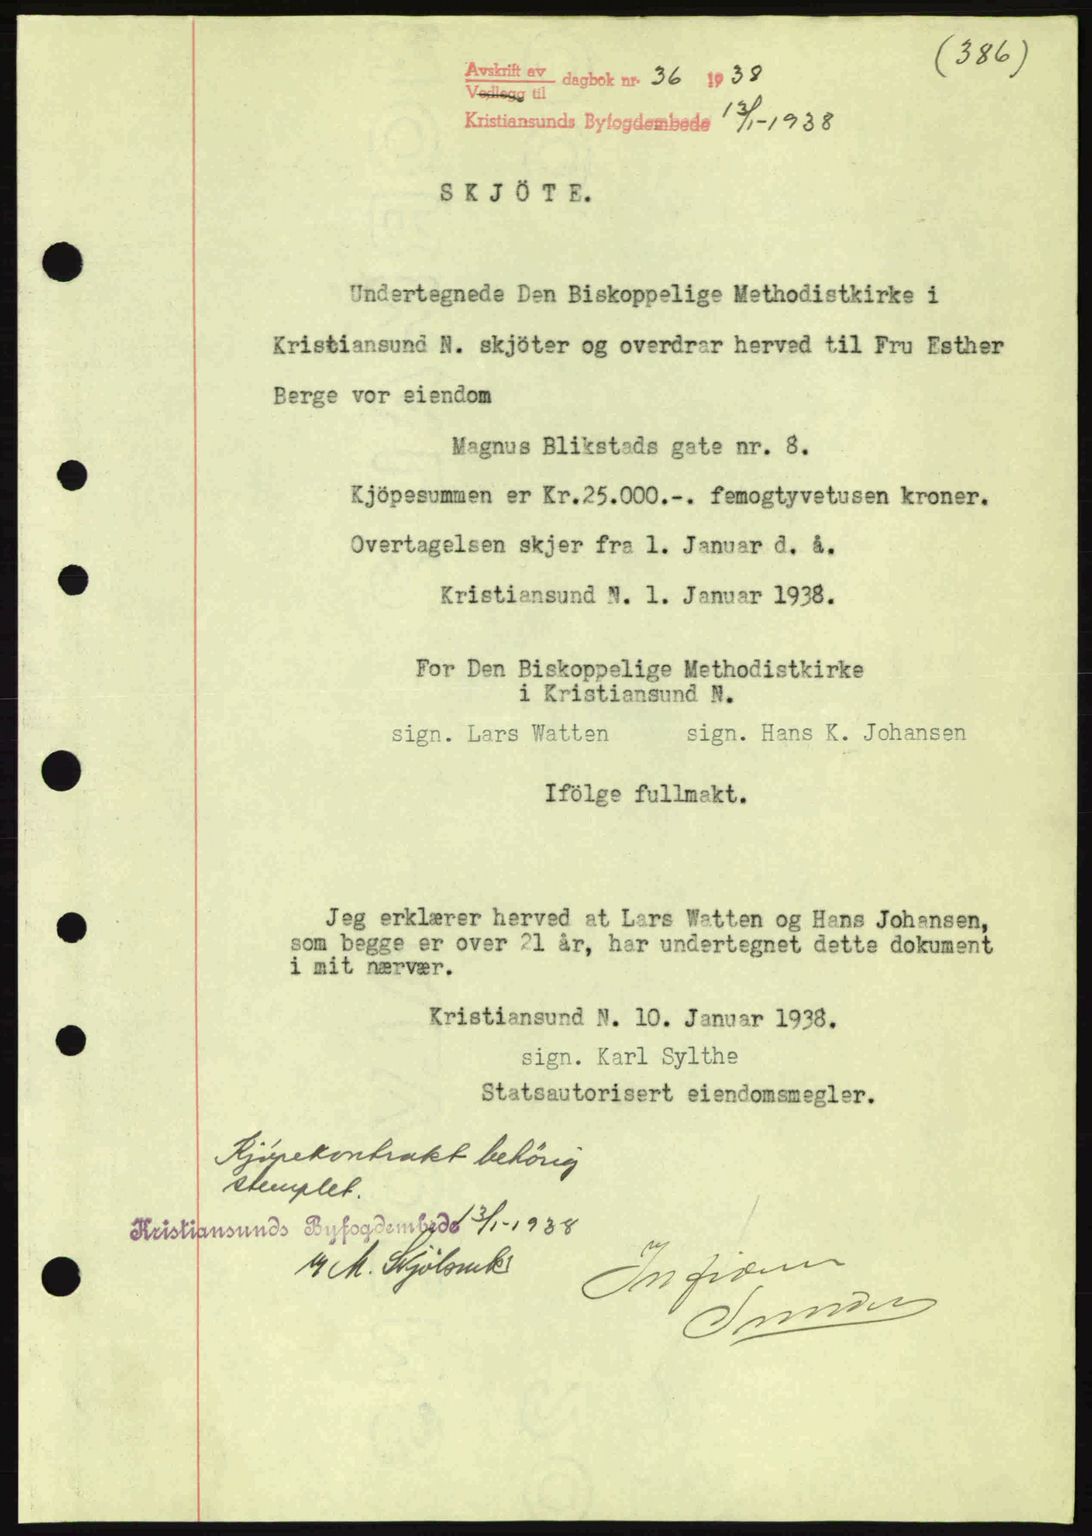 (386)
Avskrift av
Vedlegg til
dagbok nr. 36 1938
Kristiansunds Byfogdembede 13/1-1938
SKJÖTE.
Undertegnede Den Biskoppelige Methodistkirke i
Kristiansund N. skjöter og overdrar herved til Fru Esther
Berge vor eiendom
Magnus Blikstads gate nr. 8.
Kjöpesummen er Kr.25.000.-. femogtyvetusen kroner.
Overtagelsen skjer fra 1. Januar d. å.
Kristiansund N. 1. Januar 1938.
For Den Biskoppelige Methodistkirke
i Kristiansund N.
sign. Lars Watten sign. Hans K. Johansen
Ifölge fullmakt.
Jeg erklærer herved at Lars Watten og Hans Johansen,
som begge er over 21 år, har undertegnet dette dokument
i mit nærvær.
Kristiansund N. 10. Januar 1938.
sign. Karl Sylthe
Statsautorisert eiendomsmegler.
Kjøpekontrakt behörig
stemplet.
Kristiansunds Byfogdembede 13/1-1938
M.